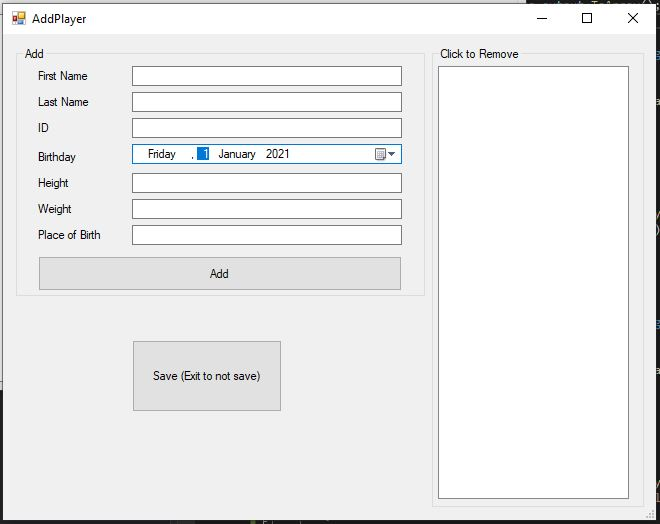 AddPlayer
Add
First Name
Last Name
ID
Birthday Friday , 1 January 2021
Height
Weight
Place of Birth
Add
Save (Exit to not save)
Click to Remove